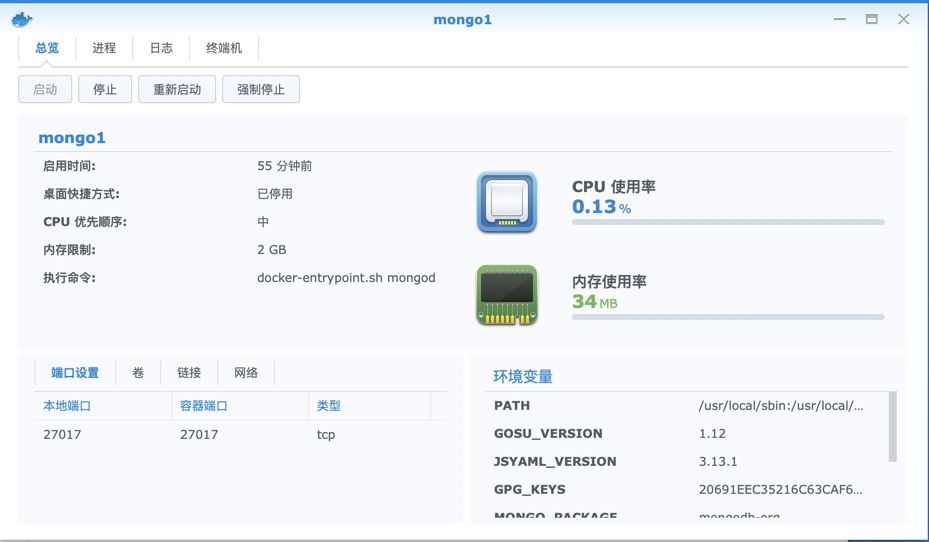 mongo1
总览 进程 日志 终端机
启动 停止 重新启动 强制停止
mongo1
启用时间: 55 分钟前
桌面快捷方式: 已停用
CPU 优先顺序: 中
内存限制: 2 GB
执行命令: docker-entrypoint.sh mongod
CPU 使用率
0.13 %
内存使用率
34 MB
端口设置 卷 链接 网络
本地端口 容器端口 类型
27017 27017 tcp
环境变量
PATH /usr/local/sbin:/usr/local/...
GOSU_VERSION 1.12
JSYAML_VERSION 3.13.1
GPG_KEYS 20691EEC35216C63CAF6...
MONGO_PACKAGE mongodb-org